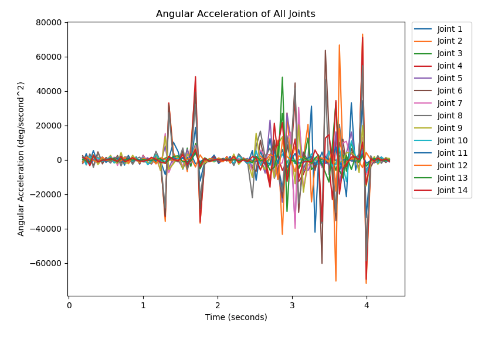 Angular Acceleration of All Joints
Angular Acceleration (deg/second^2)
80000
60000
40000
20000
0
−20000
−40000
−60000
0
1
2
3
4
Time (seconds)
Joint 1
Joint 2
Joint 3
Joint 4
Joint 5
Joint 6
Joint 7
Joint 8
Joint 9
Joint 10
Joint 11
Joint 12
Joint 13
Joint 14